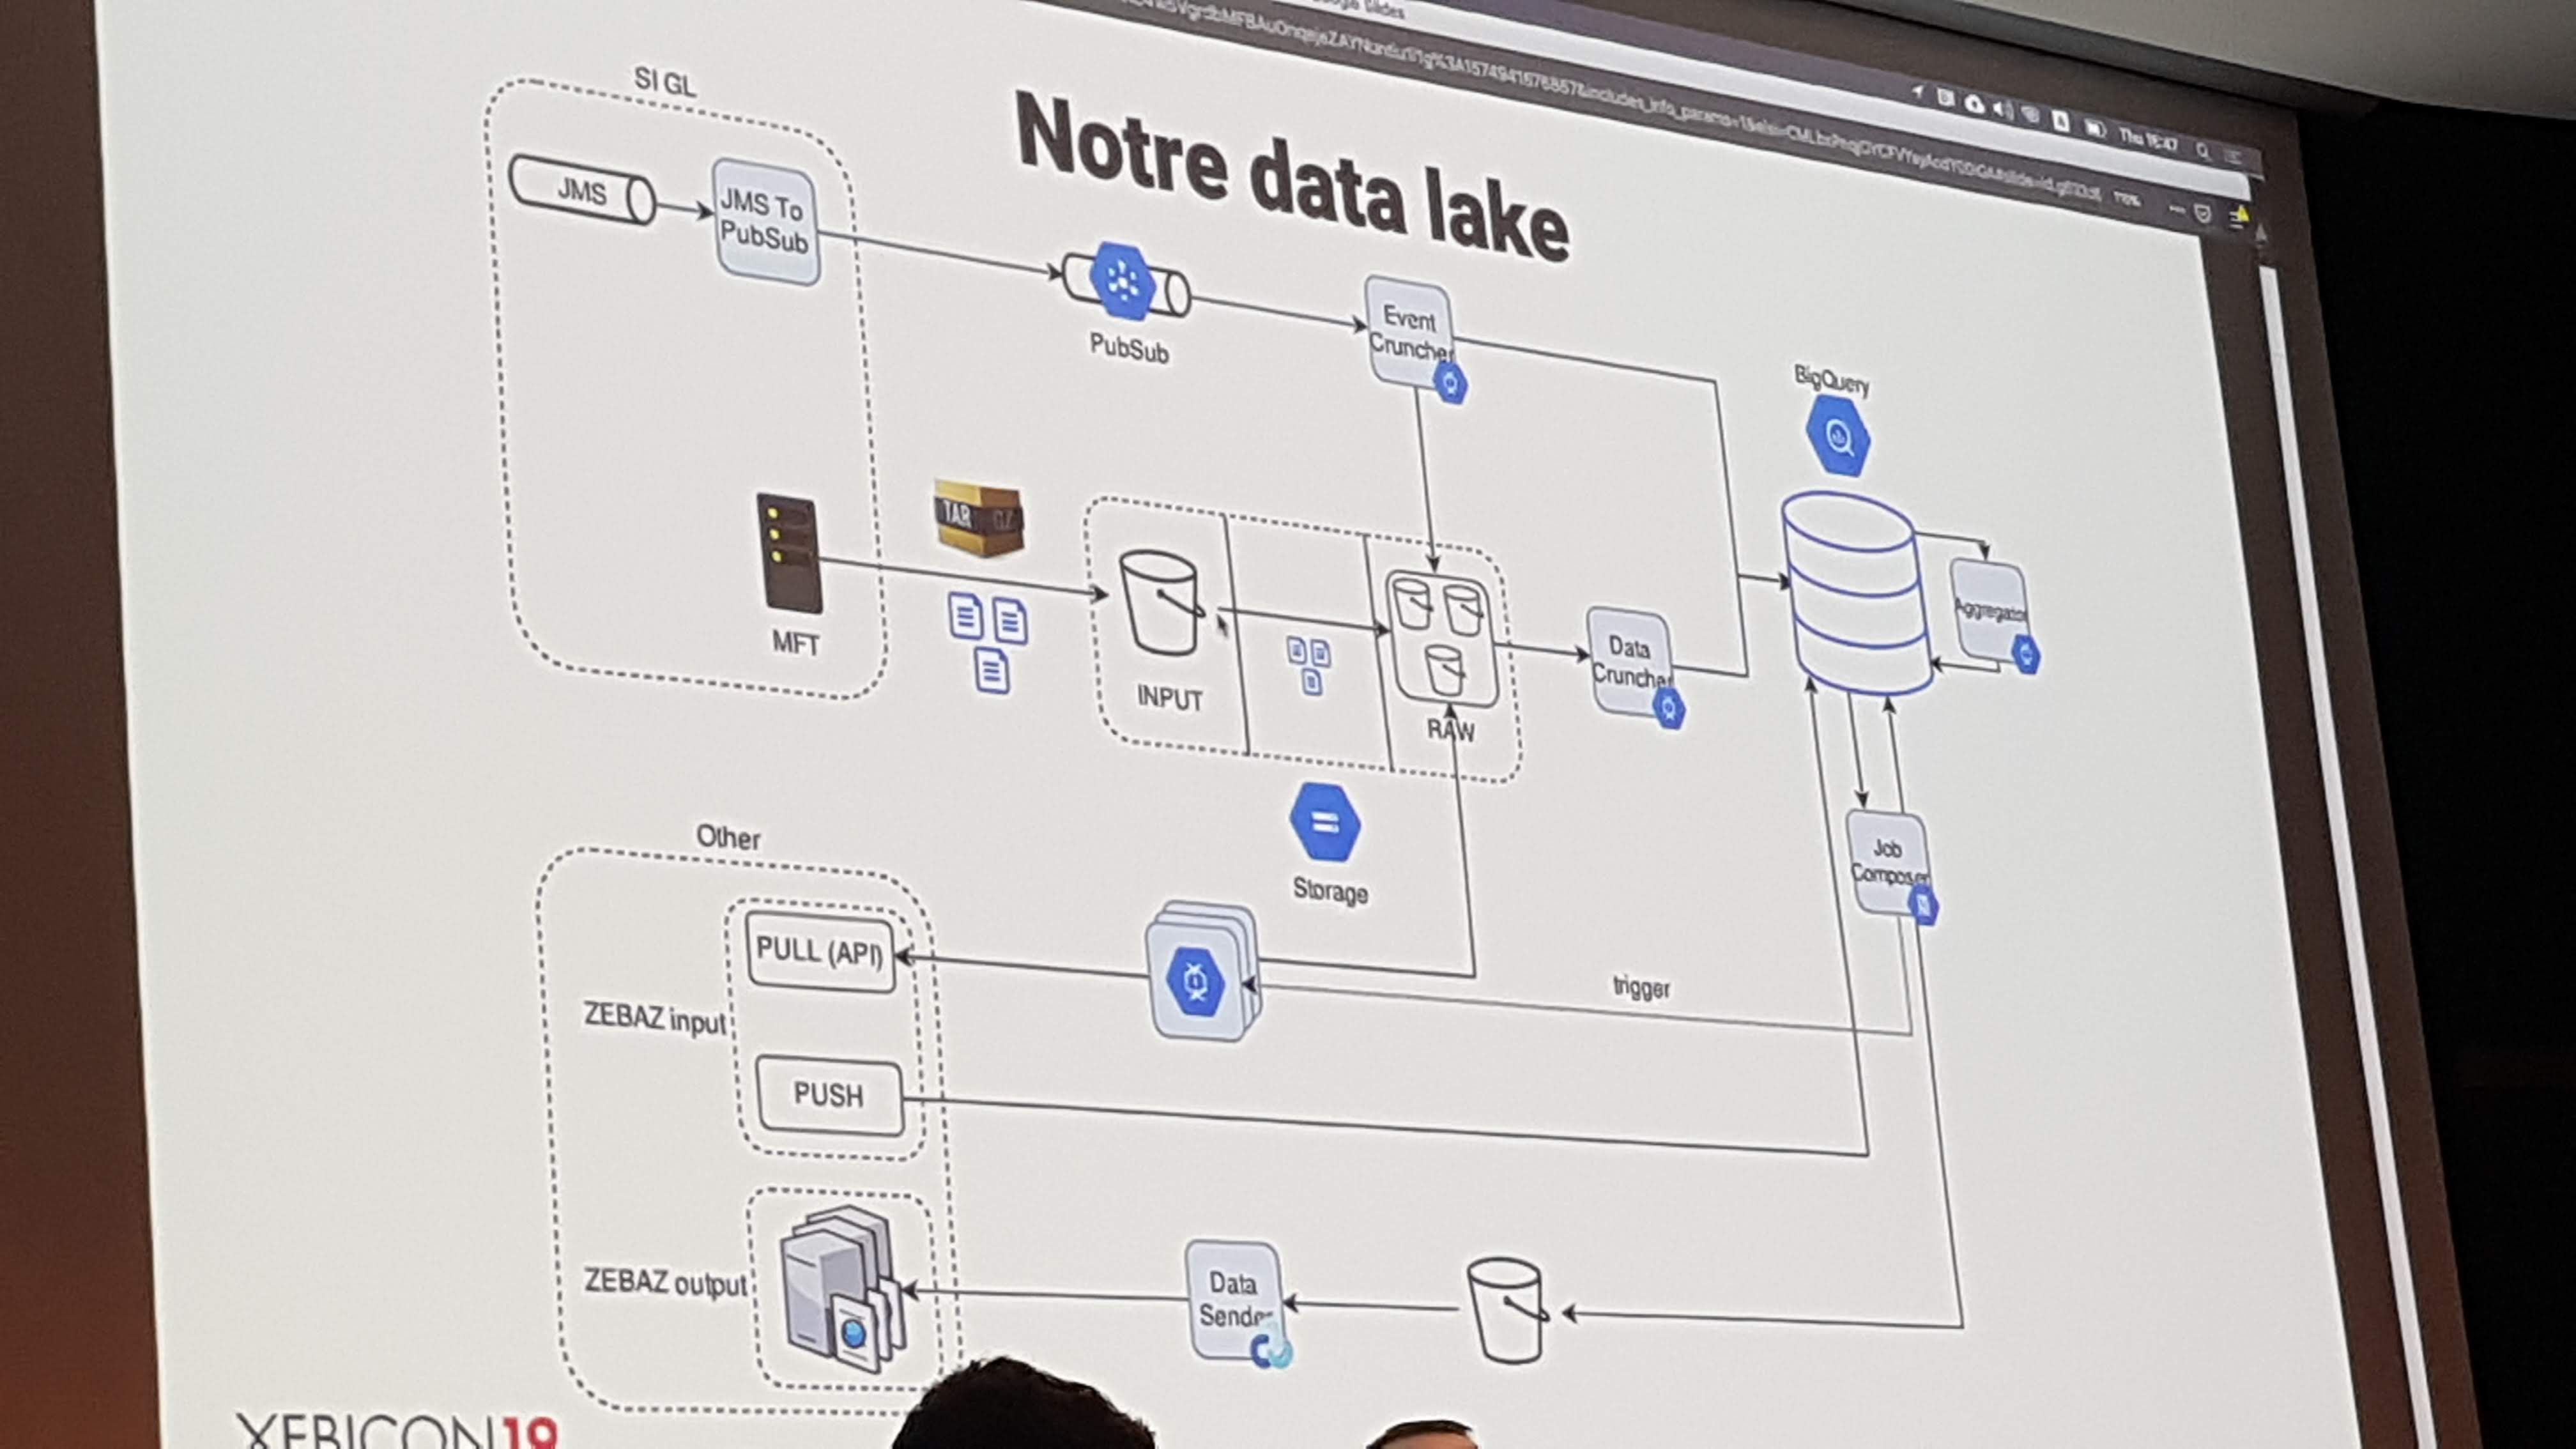 SI GL
Notre data lake
Thu
JMS
JMS To
PubSub
PubSub
Event
Cruncher
BigQuery
TAR
MFT
INPUT
RAW
Data
Cruncher
Aggregator
Storage
Job
Composer
Other
PULL (API)
ZEBAZ input
trigger
PUSH
ZEBAZ output
Data
Sender
XEBICON19